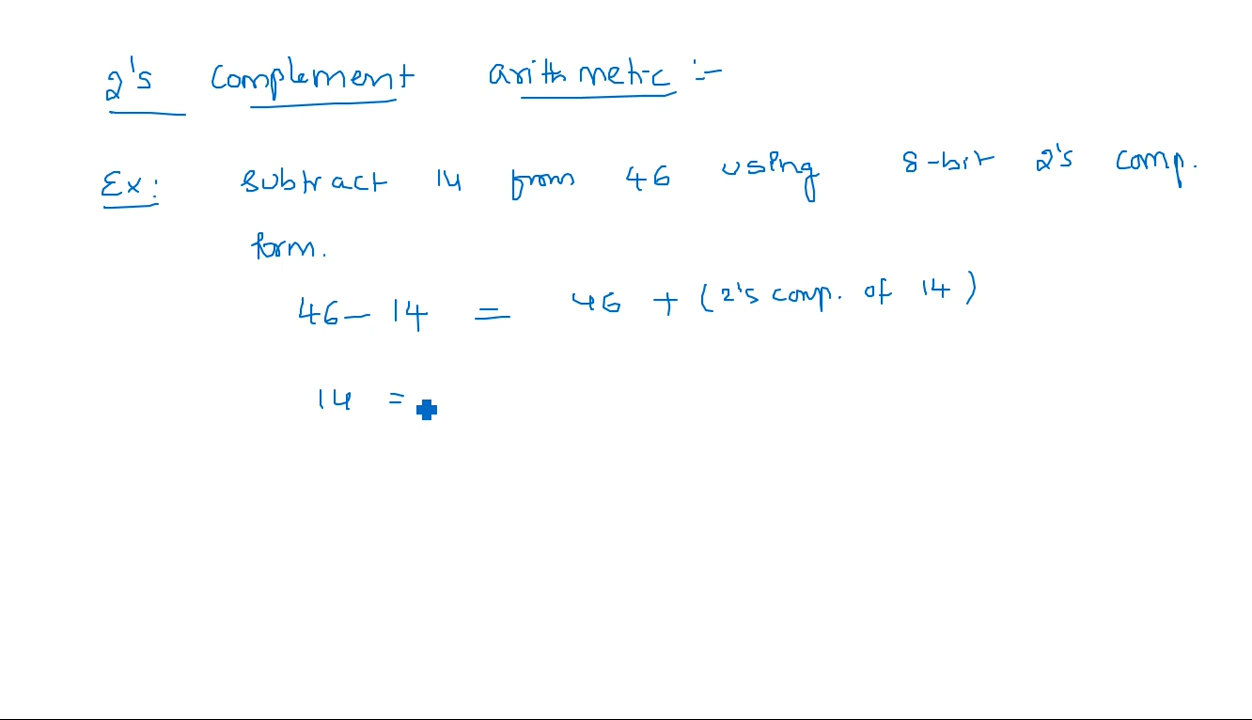 2's complement arithmetic :-
Ex: subtract 14 from 46 using 8-bit 2's comp.
form.
46 - 14 = 46 + (2's comp. of 14)
14 =